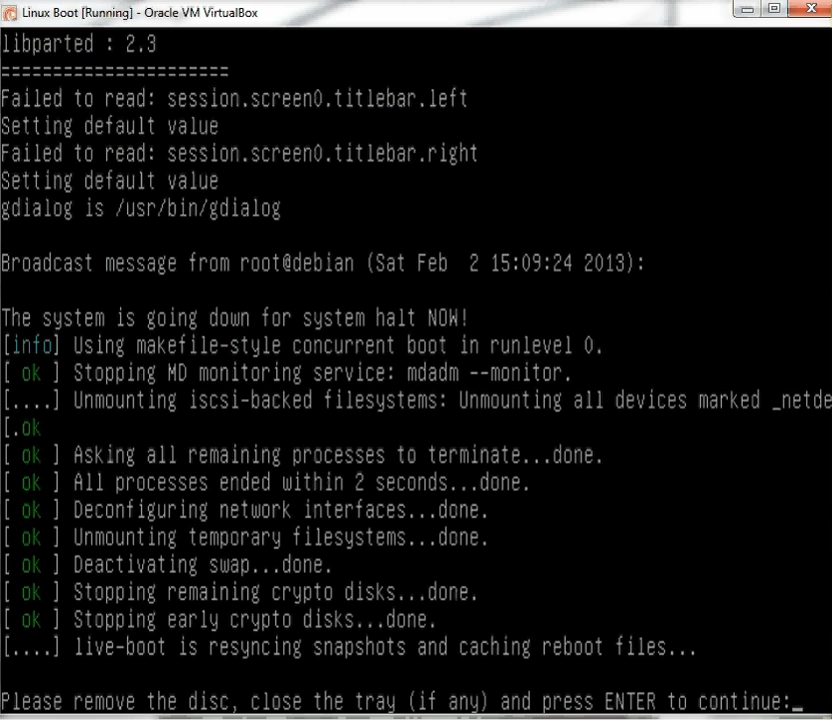 Linux Boot [Running] - Oracle VM VirtualBox
libparted : 2.3
======================
Failed to read: session.screen0.titlebar.left
Setting default value
Failed to read: session.screen0.titlebar.right
Setting default value
gdialog is /usr/bin/gdialog
Broadcast message from root@debian (Sat Feb  2 15:09:24 2013):
The system is going down for system halt NOW!
[info] Using makefile-style concurrent boot in runlevel 0.
[ ok ] Stopping MD monitoring service: mdadm --monitor.
[....] Unmounting iscsi-backed filesystems: Unmounting all devices marked _netde
[.ok
[ ok ] Asking all remaining processes to terminate...done.
[ ok ] All processes ended within 2 seconds...done.
[ ok ] Deconfiguring network interfaces...done.
[ ok ] Unmounting temporary filesystems...done.
[ ok ] Deactivating swap...done.
[ ok ] Stopping remaining crypto disks...done.
[ ok ] Stopping early crypto disks...done.
[....] live-boot is resyncing snapshots and caching reboot files...
Please remove the disc, close the tray (if any) and press ENTER to continue:_